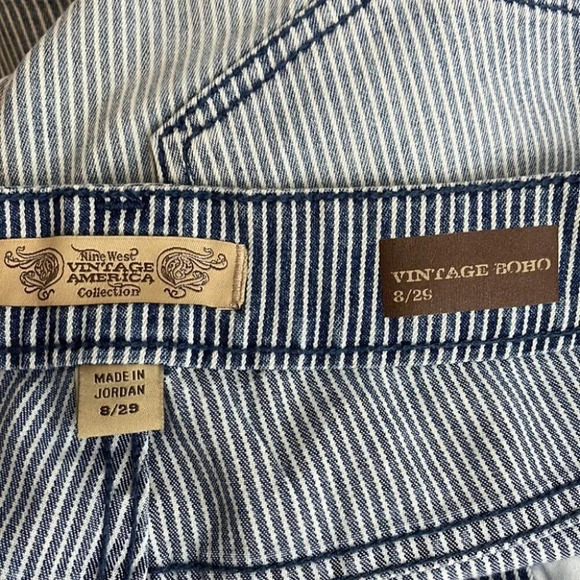 Nine West
VINTAGE
AMERICA
Collection
VINTAGE BOHO
8/29
MADE IN
JORDAN
8/29